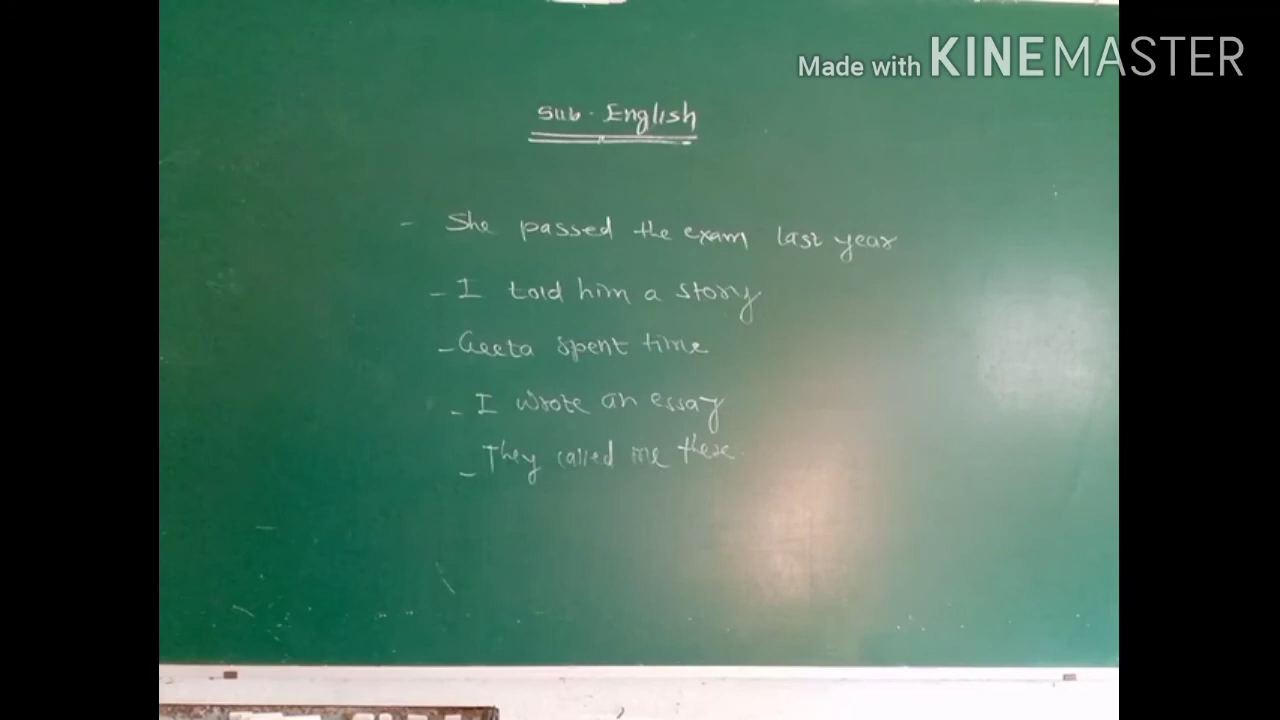 Made with KINEMASTER
Sub. English
- She passed the exam last year
- I told him a story
- Geeta spent time
- I wrote an essay
- They called me there.